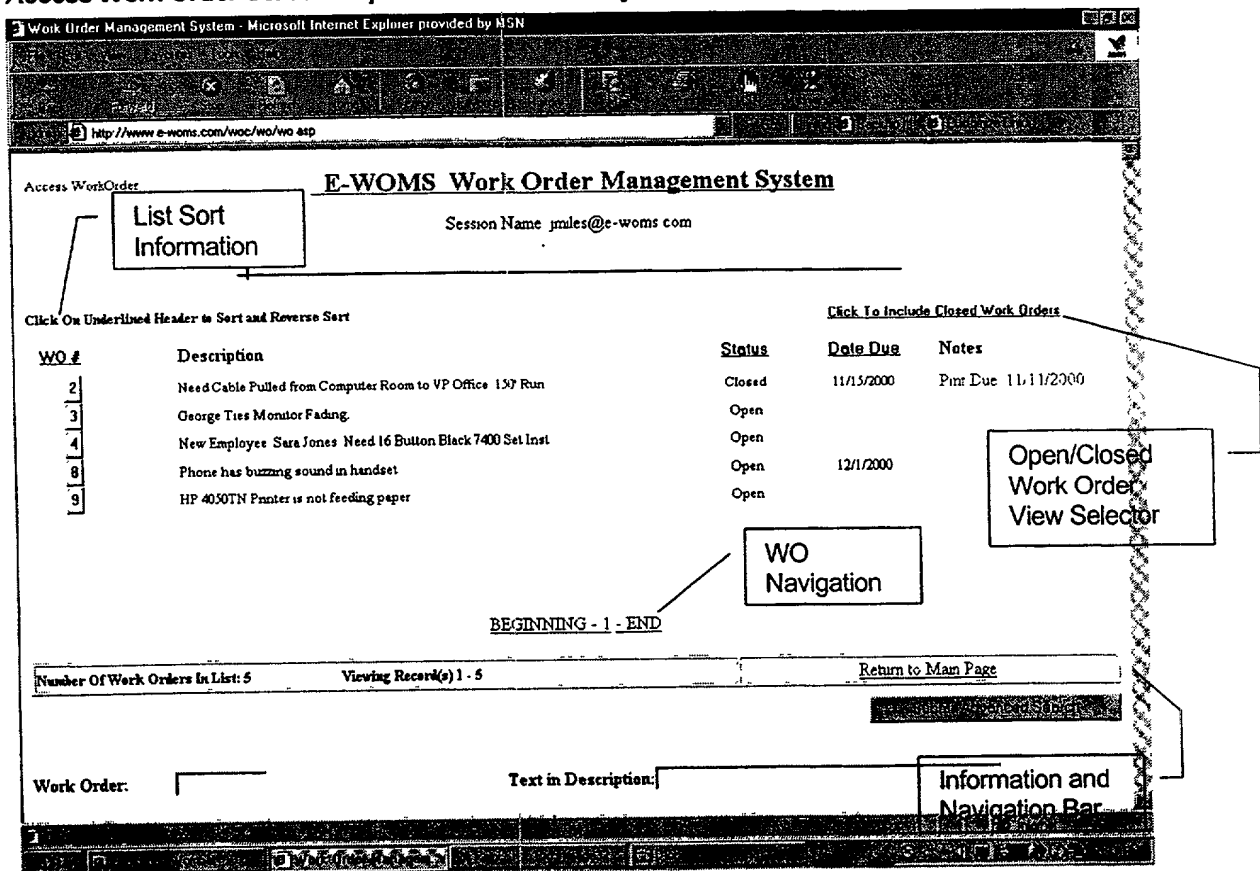 Work Order Management System - Microsoft Internet Explorer provided by MSN
http://www e-woms.com/woc/wo/wo asp
Access WorkOrder
E-WOMS Work Order Management System
List Sort
Information
Session Name jmiles@e-woms com
Click On Underlined Header to Sort and Reverse Sort
Click To Include Closed Work Orders
WO # Description Status Date Due Notes
2 Need Cable Pulled from Computer Room to VP Office 150' Run Closed 11/15/2000 Pmt Due 11/11/2000
3 George Ties Monitor Fading. Open
4 New Employee Sara Jones Need 16 Button Black 7400 Set Inst Open
8 Phone has buzzing sound in handset Open 12/1/2000
9 HP 4050TN Printer is not feeding paper Open
Open/Closed
Work Order
View Selector
WO
Navigation
BEGINNING - 1 - END
Number Of Work Orders In List: 5 Viewing Record(s) 1 - 5 Return to Main Page
Work Order: Text in Description:
Information and
Navigation Bar